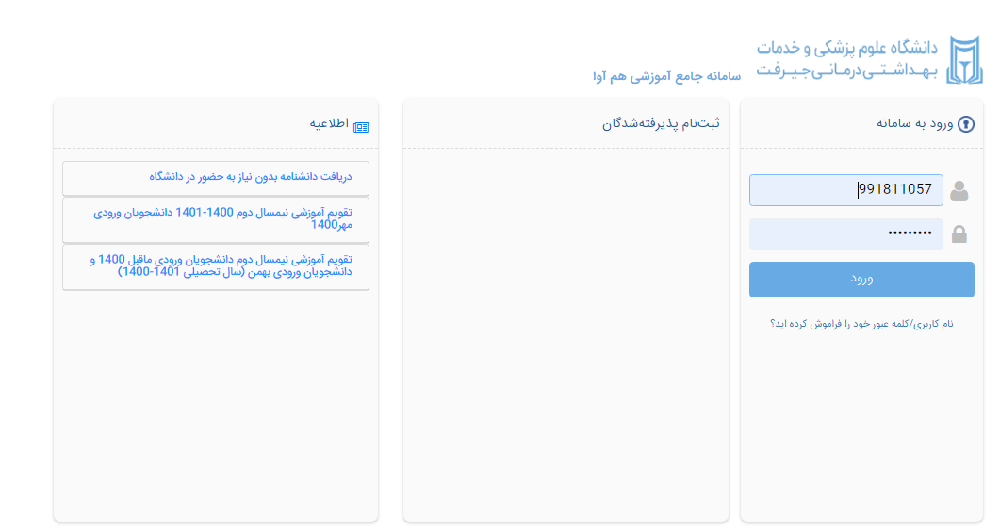 دانشگاه علوم پزشکی و خدمات
بهداشتی درمانی جیرفت
سامانه جامع آموزشی هم آوا
ورود به سامانه
991811057
•••••••••
ورود
نام کاربری/کلمه عبور خود را فراموش کرده اید؟
ثبت‌نام پذیرفته‌شدگان
اطلاعیه
دریافت دانشنامه بدون نیاز به حضور در دانشگاه
تقویم آموزشی نیمسال دوم 1400-1401 دانشجویان ورودی
مهر1400
تقویم آموزشی نیمسال دوم دانشجویان ورودی ماقبل 1400 و
دانشجویان ورودی بهمن (سال تحصیلی 1401-1400)